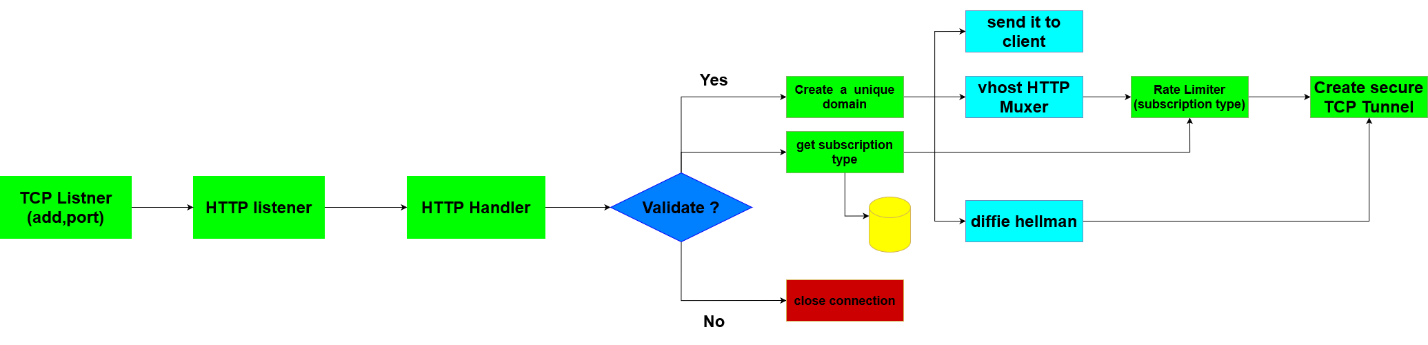 TCP Listner
(add,port)
HTTP listener
HTTP Handler
Validate ?
Yes
No
Create a unique
domain
get subscription
type
close connection
send it to
client
vhost HTTP
Muxer
diffie hellman
Rate Limiter
(subscription type)
Create secure
TCP Tunnel